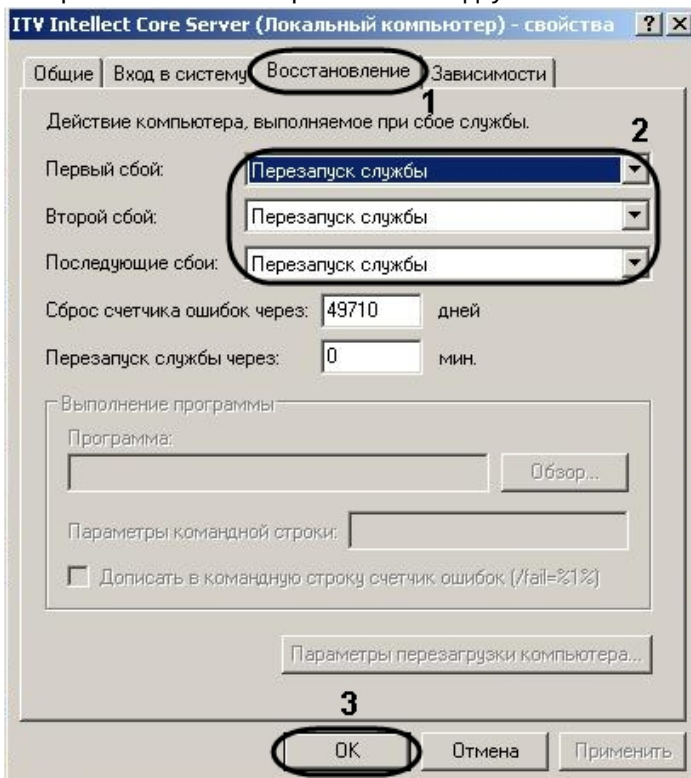 ITV Intellect Core Server (Локальный компьютер) - свойства ? X
Общие Вход в систему Восстановление Зависимости
1
Действие компьютера, выполняемое при сбое службы.
2
Первый сбой: Перезапуск службы
Второй сбой: Перезапуск службы
Последующие сбои: Перезапуск службы
Сброс счетчика ошибок через: 49710 дней
Перезапуск службы через: 0 мин.
Выполнение программы
Программа:
Обзор...
Параметры командной строки:
Дописать в командную строку счетчик ошибок (/fail=%1%)
Параметры перезагрузки компьютера...
3
OK Отмена Применить